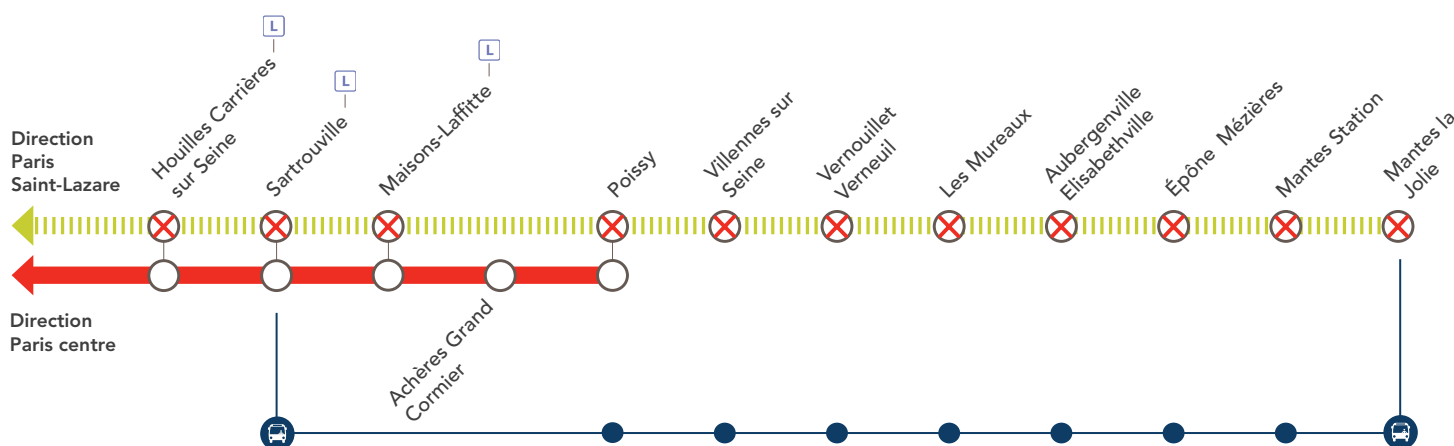 L
L
L
Direction
Paris
Saint-Lazare
Houilles Carrières
sur Seine
Sartrouville
Maisons-Laffitte
Poissy
Villennes sur
Seine
Vernouillet
Verneuil
Les Mureaux
Aubergenville
Elisabethville
Épône Mézières
Mantes Station
Mantes la
Jolie
Direction
Paris centre
Achères Grand
Cormier